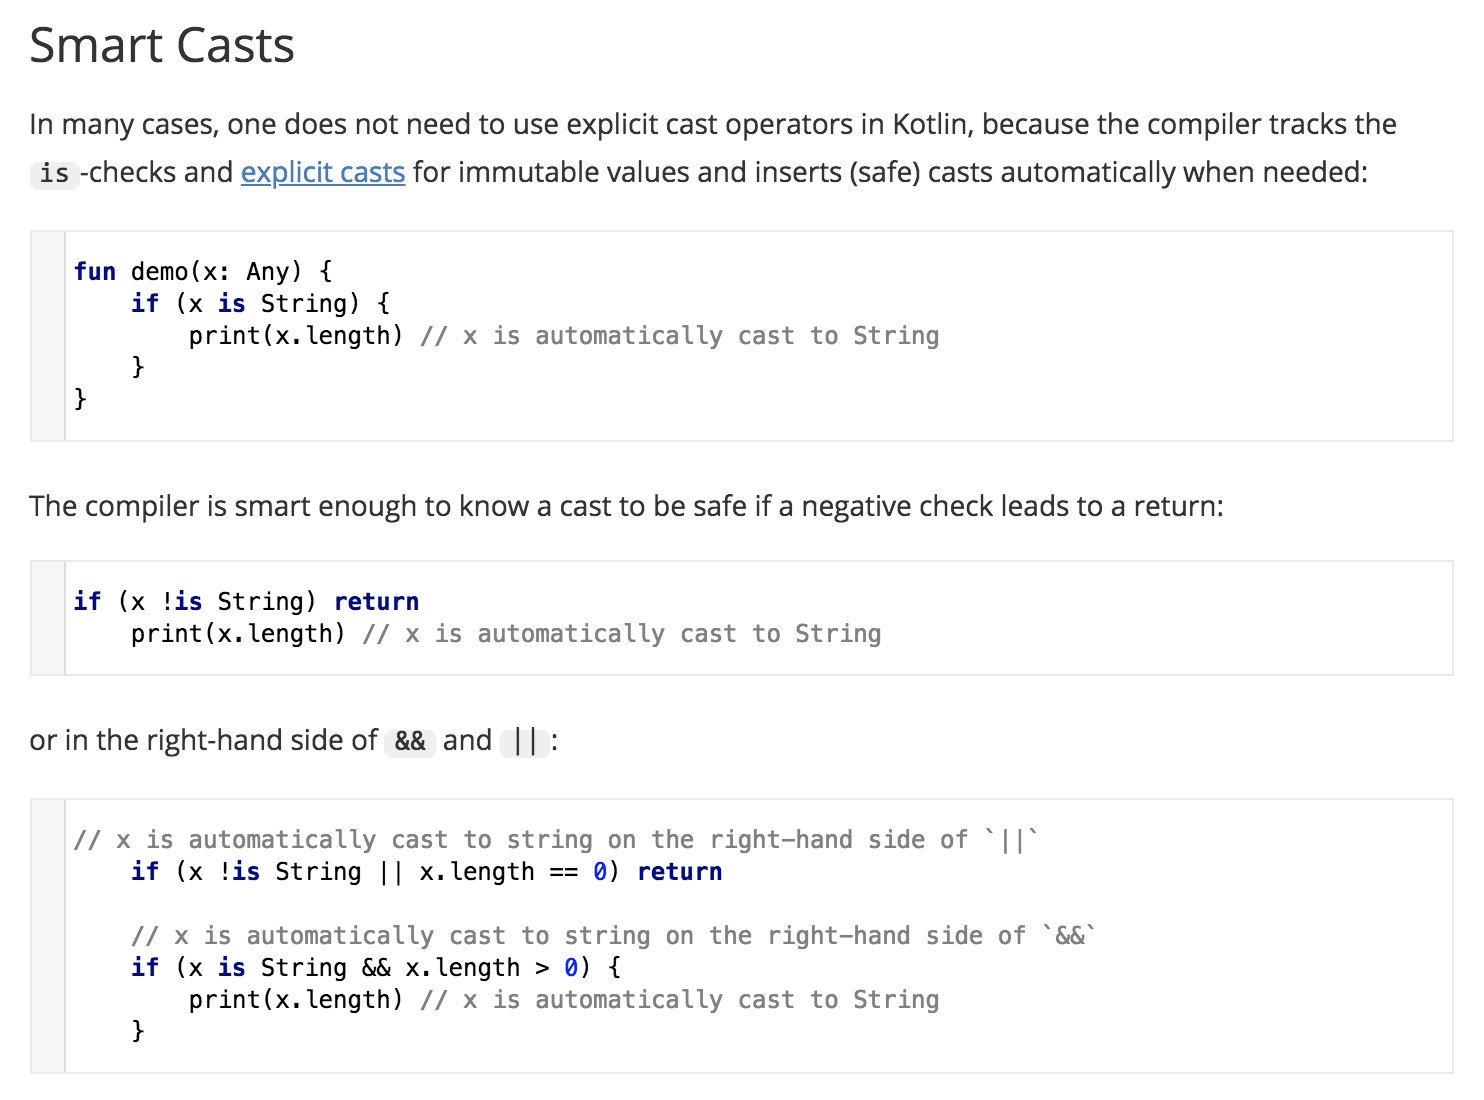 Smart Casts
In many cases, one does not need to use explicit cast operators in Kotlin, because the compiler tracks the
is -checks and explicit casts for immutable values and inserts (safe) casts automatically when needed:
fun demo(x: Any) {
    if (x is String) {
        print(x.length) // x is automatically cast to String
    }
}
The compiler is smart enough to know a cast to be safe if a negative check leads to a return:
if (x !is String) return
    print(x.length) // x is automatically cast to String
or in the right-hand side of && and || :
// x is automatically cast to string on the right-hand side of `||`
    if (x !is String || x.length == 0) return
    // x is automatically cast to string on the right-hand side of `&&`
    if (x is String && x.length > 0) {
        print(x.length) // x is automatically cast to String
    }